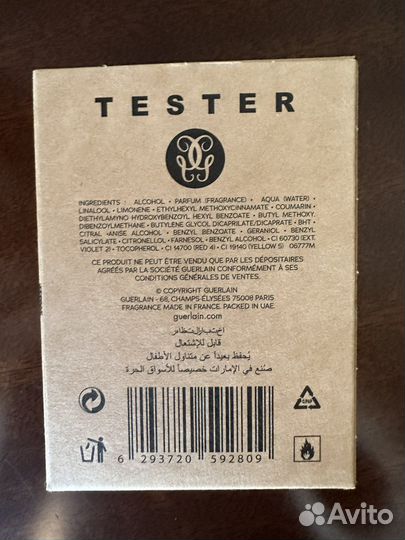 TESTER
INGREDIENTS : ALCOHOL • PARFUM (FRAGRANCE) • AQUA (WATER) •
LINALOOL • LIMONENE • ETHYLHEXYL METHOXYCINNAMATE • COUMARIN •
DIETHYLAMYNO HYDROXYBENZOYL HEXYL BENZOATE • BUTYL METHOXY
DIBENZOYLMETHANE • BUTYLENE GLYCOL DICAPRYLATE/DICAPRATE • BHT •
CITRAL •ANISE ALCOHOL • BENZYL BENZOATE • GERANIOL • BENZYL
SALICYLATE • CITRONELLOL • FARNESOL • BENZYL ALCOHOL • CI 60730 (EXT.
VIOLET 2) • TOCOPHEROL • CI 14700 (RED 4) • CI 19140 (YELLOW 5) 06777M
CE PRODUIT NE PEUT ÊTRE VENDU QUE PAR LES DÉPOSITAIRES
AGRÉÉS PAR LA SOCIÉTÉ GUERLAIN CONFORMÉMENT À SES
CONDITIONS GÉNÉRALES DE VENTES.
© COPYRIGHT GUERLAIN
GUERLAIN - 68, CHAMPS-ÉLYSÉES 75008 PARIS
FRAGRANCE MADE IN FRANCE. PACKED IN UAE.
guerlain.com
قابل للإشتعال
يُحفظ بعيداً عن متناول الأطفال
صنع في الإمارات خصيصاً للأسواق الحرة
6 293720 592809
Avito